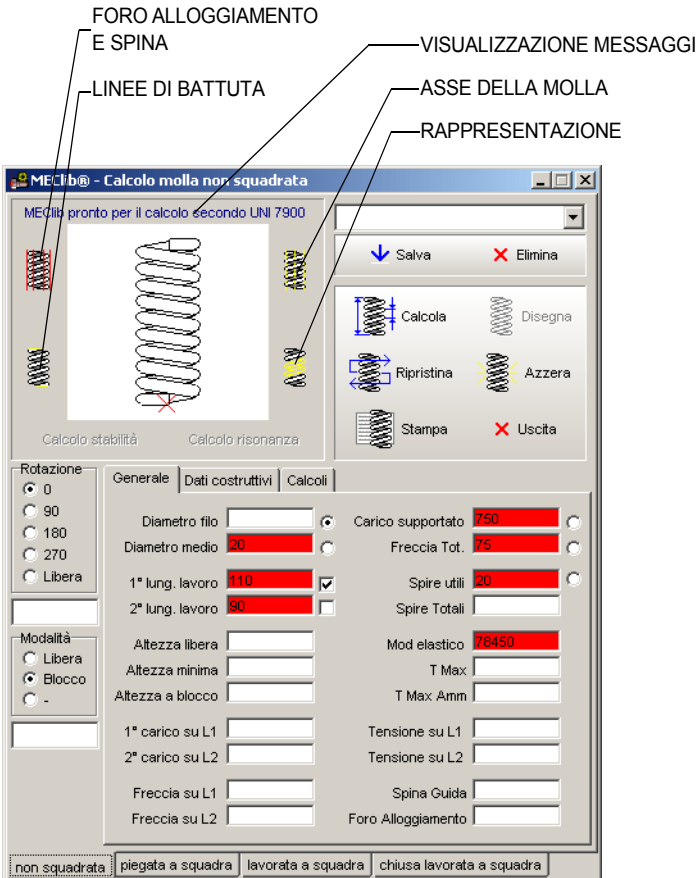 FORO ALLOGGIAMENTO
E SPINA
VISUALIZZAZIONE MESSAGGI
LINEE DI BATTUTA
ASSE DELLA MOLLA
RAPPRESENTAZIONE
MEClib® - Calcolo molla non squadrata
MEClib pronto per il calcolo secondo UNI 7900
Salva
Elimina
Calcola
Disegna
Ripristina
Azzera
Stampa
Uscita
Calcolo stabilità
Calcolo risonanza
Rotazione
0
90
180
270
Libera
Modalità
Libera
Blocco
-
Generale
Dati costruttivi
Calcoli
Diametro filo
Diametro medio 20
1° lung. lavoro 110
2° lung. lavoro 90
Altezza libera
Altezza minima
Altezza a blocco
1° carico su L1
2° carico su L2
Freccia su L1
Freccia su L2
Carico supportato 750
Freccia Tot. 75
Spire utili 20
Spire Totali
Mod elastico 78450
T Max
T Max Amm
Tensione su L1
Tensione su L2
Spina Guida
Foro Alloggiamento
non squadrata
piegata a squadra
lavorata a squadra
chiusa lavorata a squadra